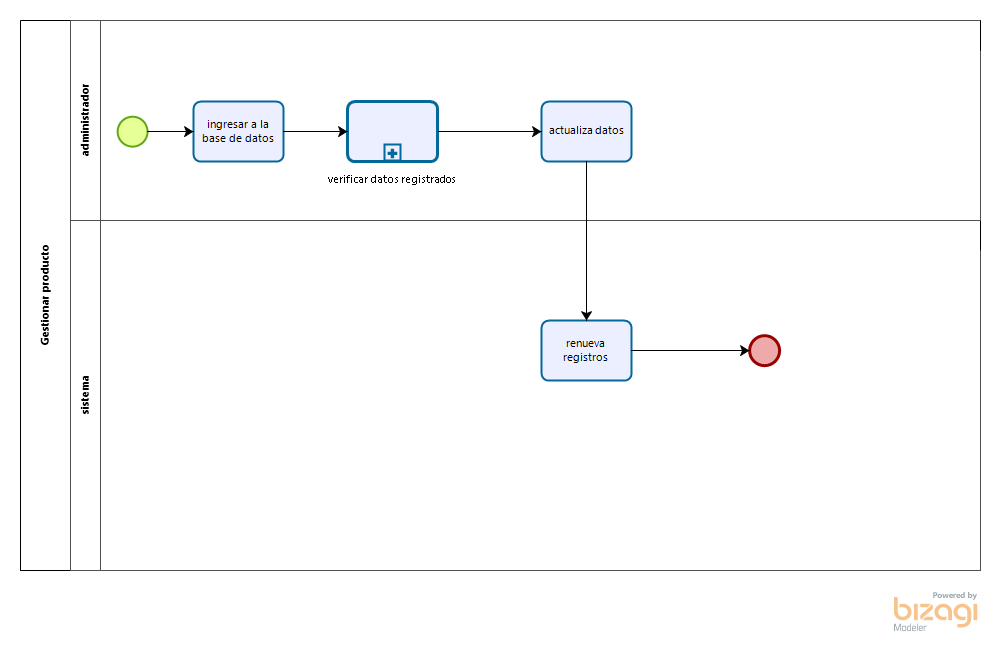 Gestionar producto
administrador
ingresar a la
base de datos
verificar datos registrados
actualiza datos
sistema
renueva
registros
Powered by
bizagi
Modeler